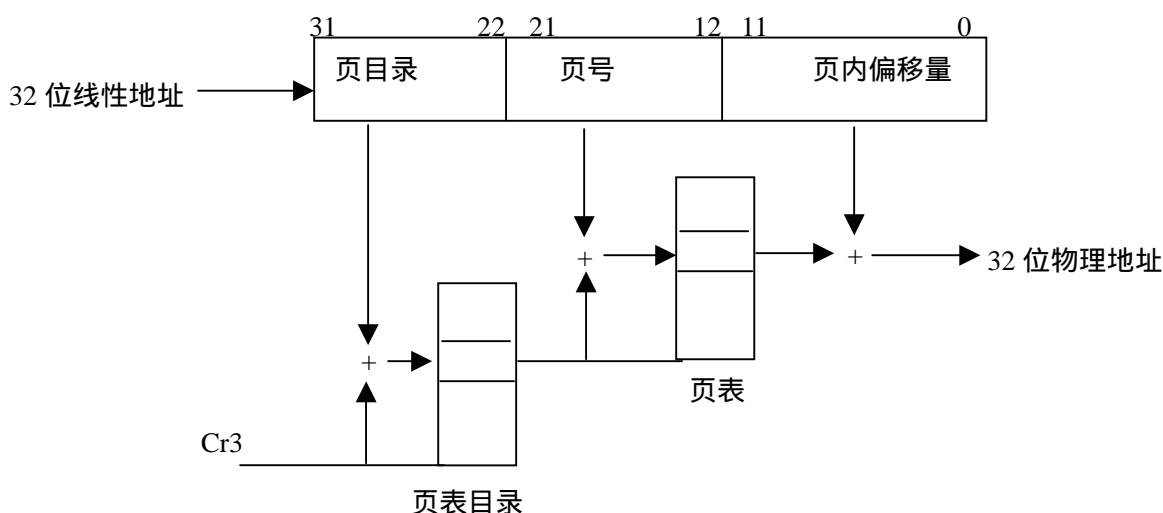 31 22 21 12 11 0
页目录 页号 页内偏移量
32 位线性地址
+ + 32 位物理地址
+
页表
Cr3
页表目录